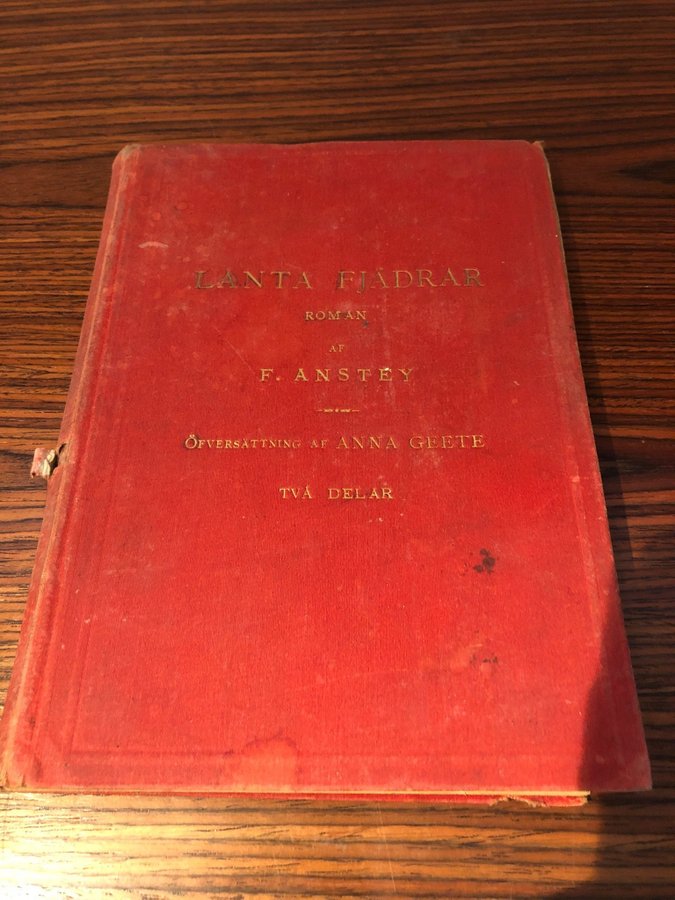 LÅNTA FJÄDRAR
ROMAN
AF
F. ANSTEY
ÖFVERSÄTTNING AF ANNA GEETE
TVÅ DELAR